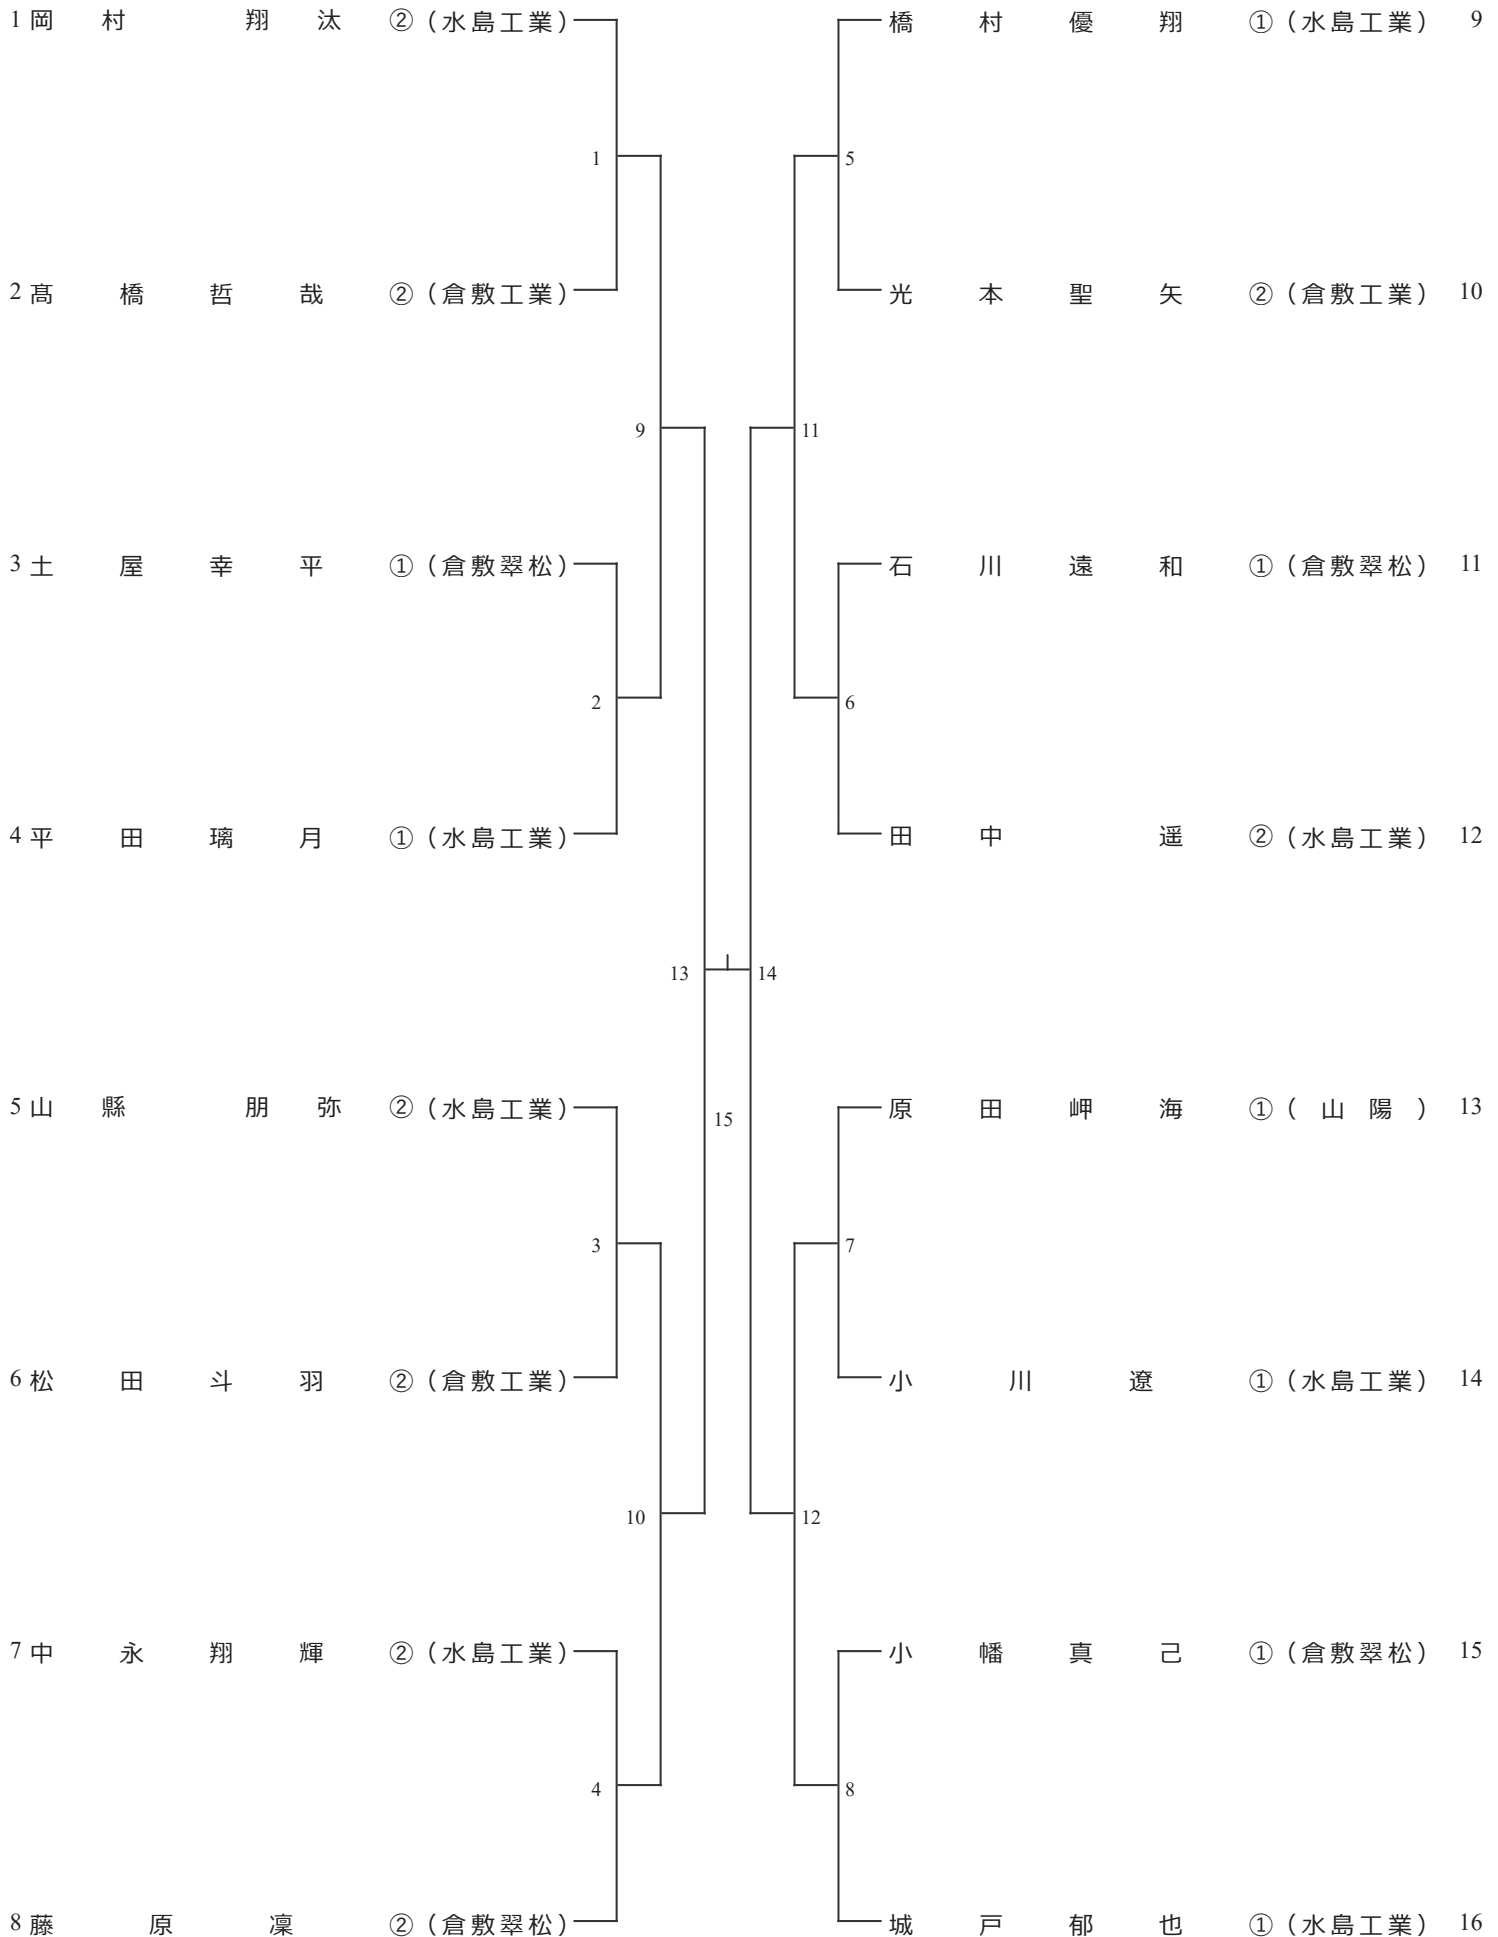 1 岡村 翔汰 ② (水島工業)
橋村優翔 ① (水島工業) 9
1
5
2 髙橋哲哉 ② (倉敷工業)
光本聖矢 ② (倉敷工業) 10
9
11
3 土屋幸平 ① (倉敷翠松)
石川遠和 ① (倉敷翠松) 11
2
6
4 平田璃月 ① (水島工業)
田中 遥 ② (水島工業) 12
13
14
5 山縣 朋弥 ② (水島工業)
原田岬海 ① (山陽) 13
15
3
7
6 松田斗羽 ② (倉敷工業)
小川遼 ① (水島工業) 14
10
12
7 中永翔輝 ② (水島工業)
小幡真己 ① (倉敷翠松) 15
4
8
8 藤原凜 ② (倉敷翠松)
城戸郁也 ① (水島工業) 16